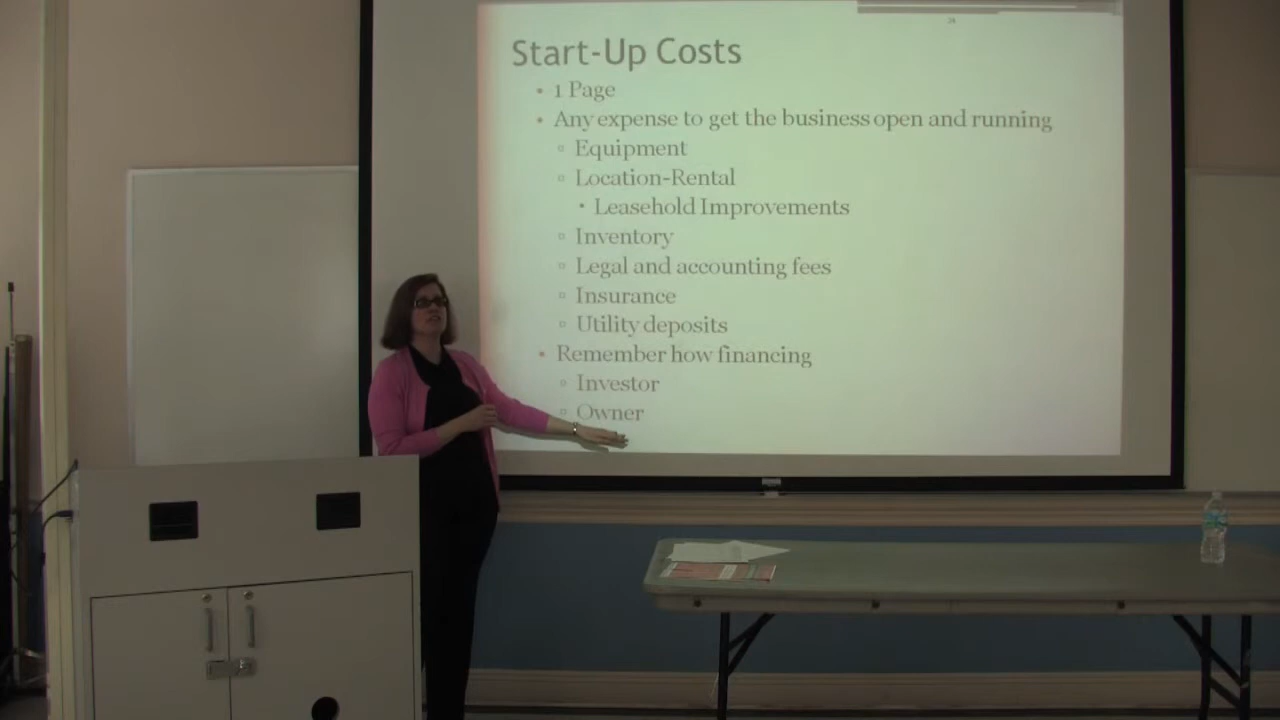 Start-Up Costs
• 1 Page
• Any expense to get the business open and running
▫ Equipment
▫ Location-Rental
• Leasehold Improvements
▫ Inventory
▫ Legal and accounting fees
▫ Insurance
▫ Utility deposits
• Remember how financing
▫ Investor
▫ Owner